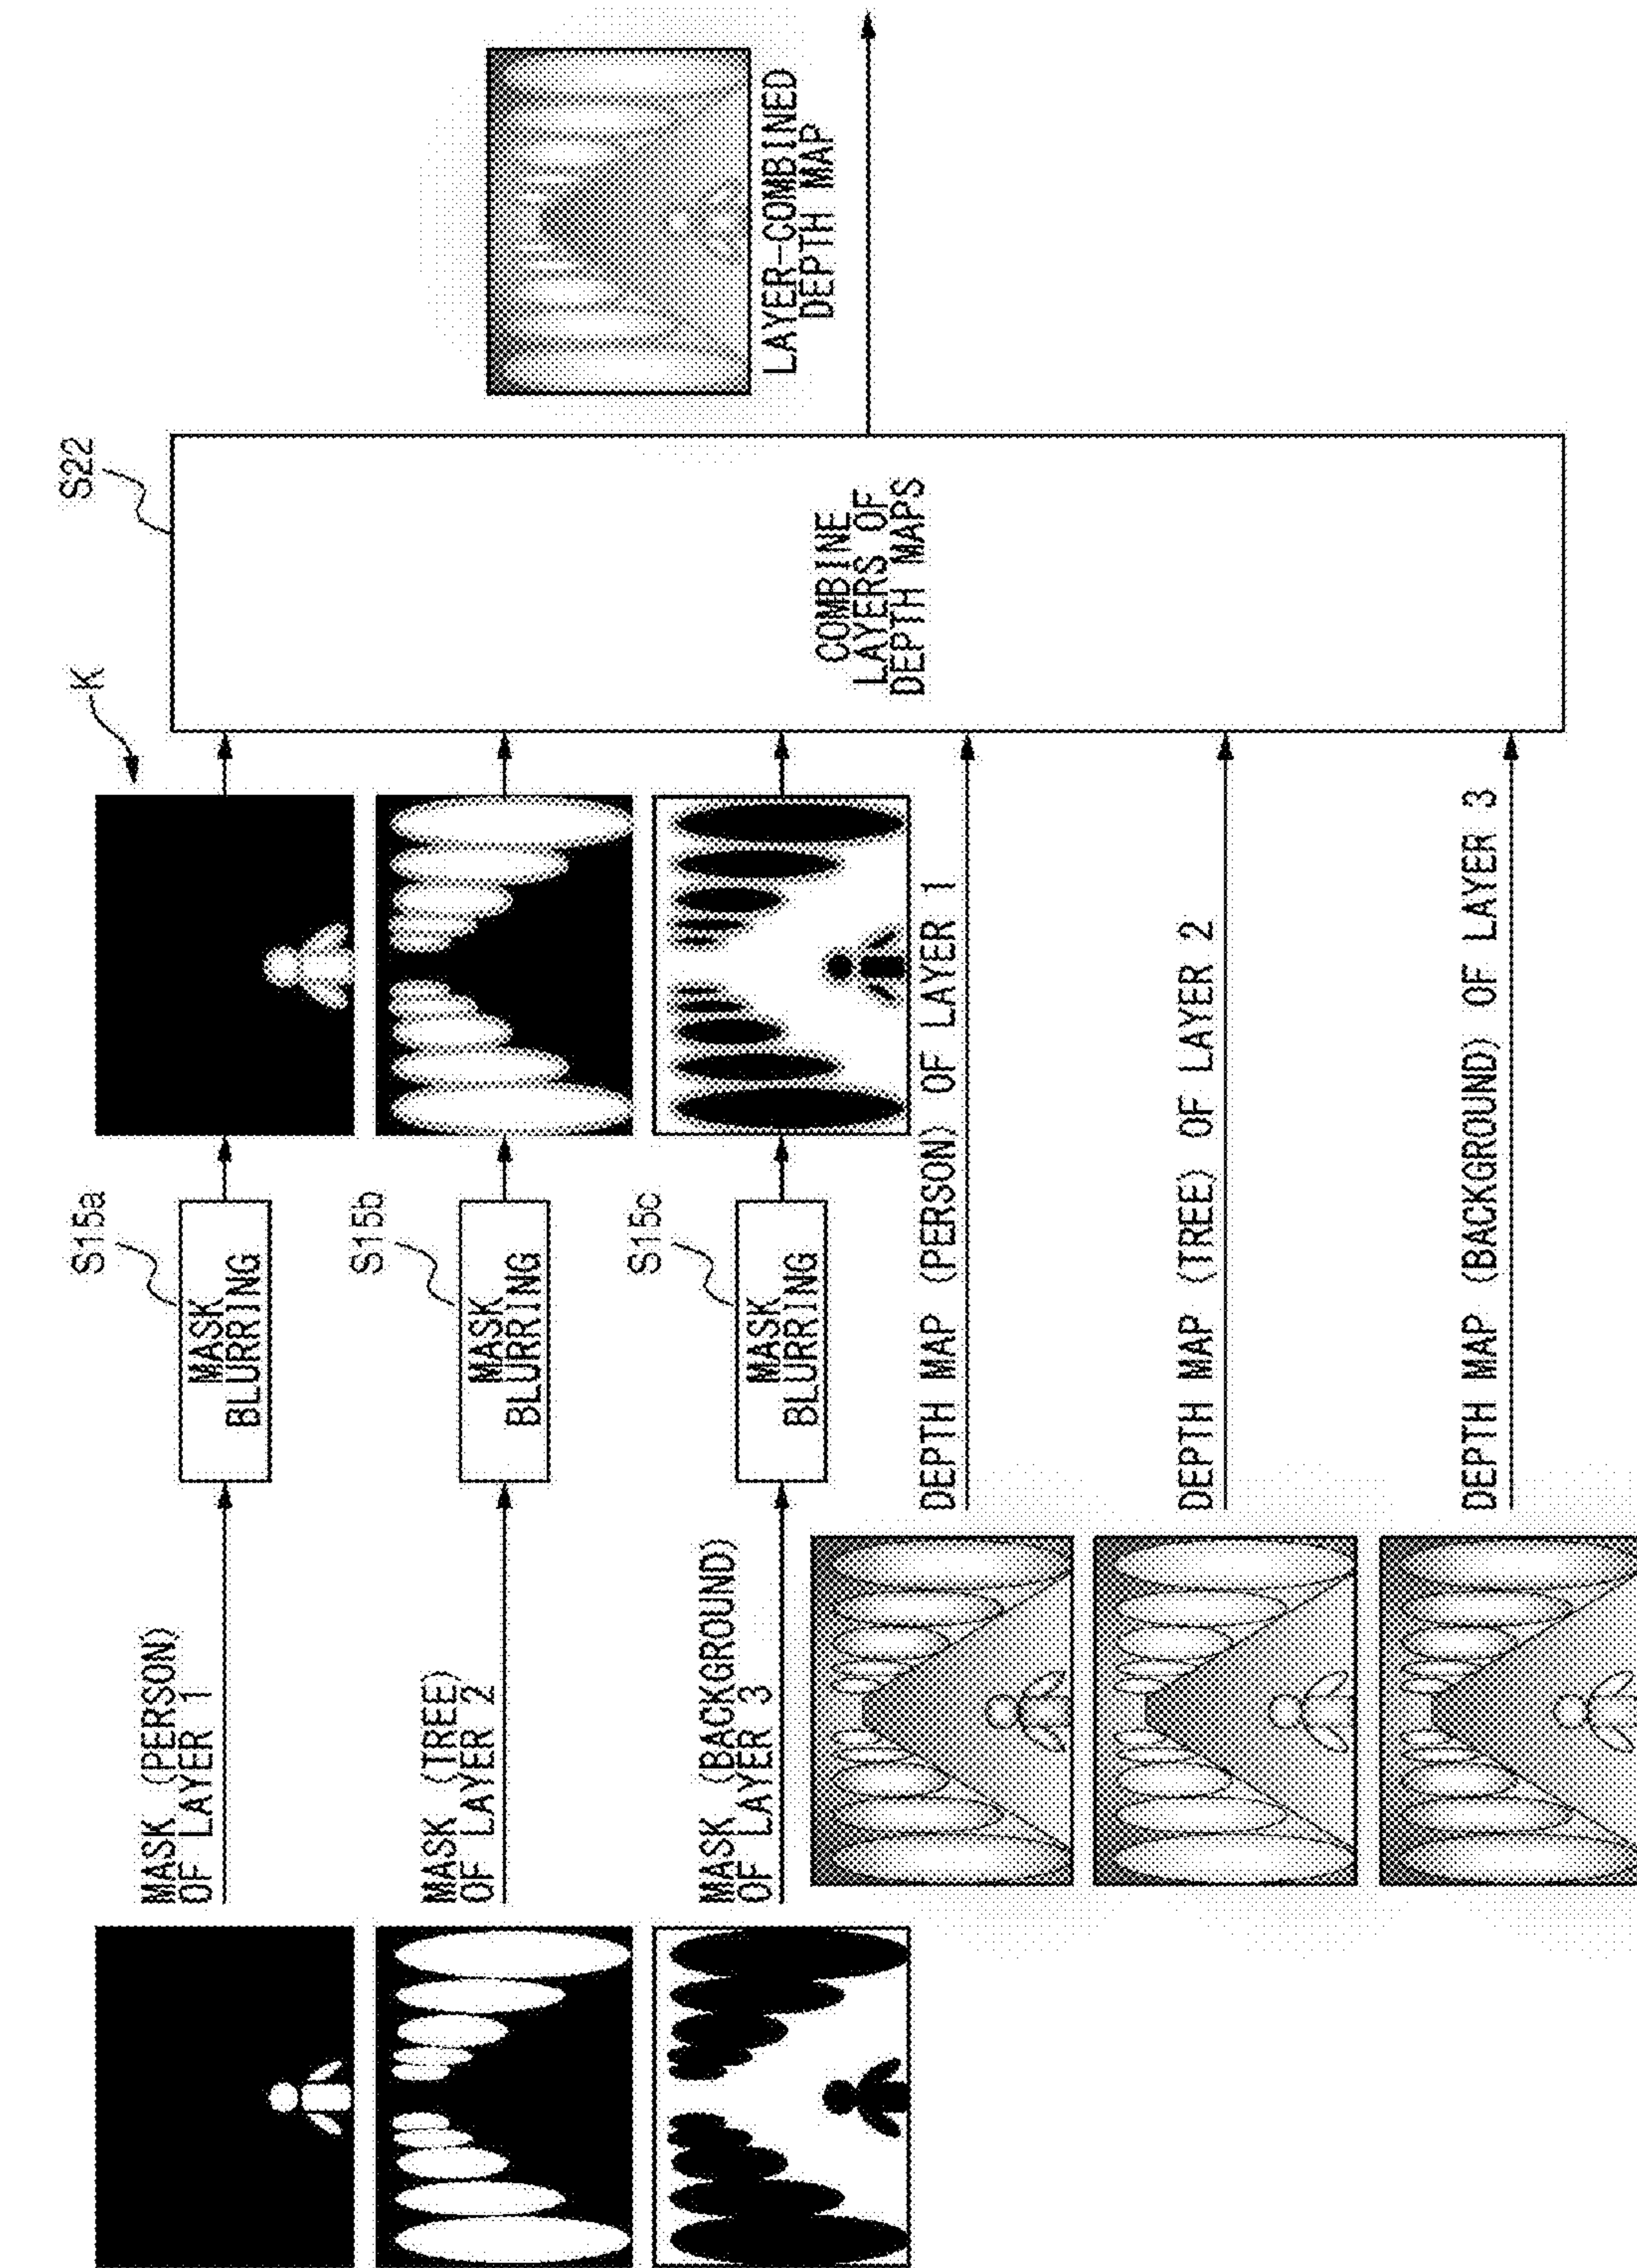 MASK (PERSON)
OF LAYER 1
S15a
MASK
BLURRING
K
S22
MASK (TREE)
OF LAYER 2
S15b
MASK
BLURRING
MASK (BACKGROUND)
OF LAYER 3
S15c
MASK
BLURRING
COMBINE
LAYERS OF
DEPTH MAPS
LAYER-COMBINED
DEPTH MAP
DEPTH MAP (PERSON) OF LAYER 1
DEPTH MAP (TREE) OF LAYER 2
DEPTH MAP (BACKGROUND) OF LAYER 3